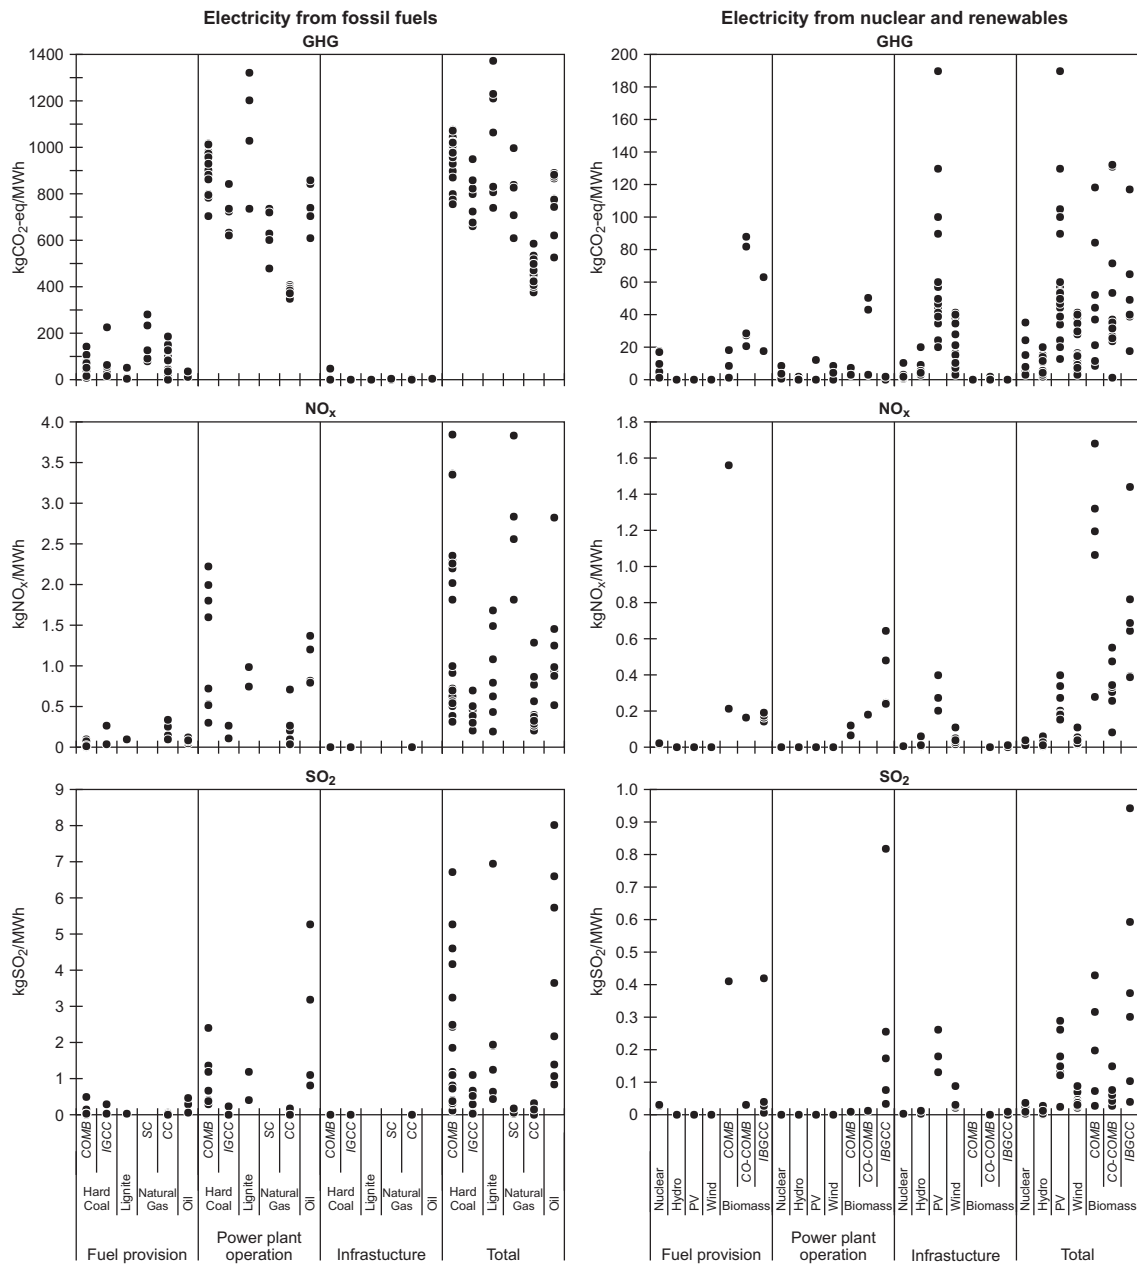 Electricity from fossil fuels
GHG
1400
1200
1000
800
600
400
200
0
kgCO2-eq/MWh
NOx
4.0
3.5
3.0
2.5
2.0
1.5
1.0
0.5
0
kgNOx/MWh
SO2
9
8
7
6
5
4
3
2
1
0
kgSO2/MWh
COMB IGCC SC CC COMB IGCC SC CC COMB IGCC SC CC COMB IGCC SC CC
Hard Coal Lignite Natural Gas Oil Hard Coal Lignite Natural Gas Oil Hard Coal Lignite Natural Gas Oil Hard Coal Lignite Natural Gas Oil
Fuel provision Power plant operation Infrastucture Total
Electricity from nuclear and renewables
GHG
200
180
160
140
120
100
80
60
40
20
0
kgCO2-eq/MWh
NOx
1.8
1.6
1.4
1.2
1.0
0.8
0.6
0.4
0.2
0
kgNOx/MWh
SO2
1.0
0.9
0.8
0.7
0.6
0.5
0.4
0.3
0.2
0.1
0
kgSO2/MWh
COMB CO-COMB IBGCC COMB CO-COMB IBGCC COMB CO-COMB IBGCC COMB CO-COMB IBGCC
Nuclear Hydro PV Wind Biomass Nuclear Hydro PV Wind Biomass Nuclear Hydro PV Wind Biomass Nuclear Hydro PV Wind Biomass
Fuel provision Power plant operation Infrastucture Total